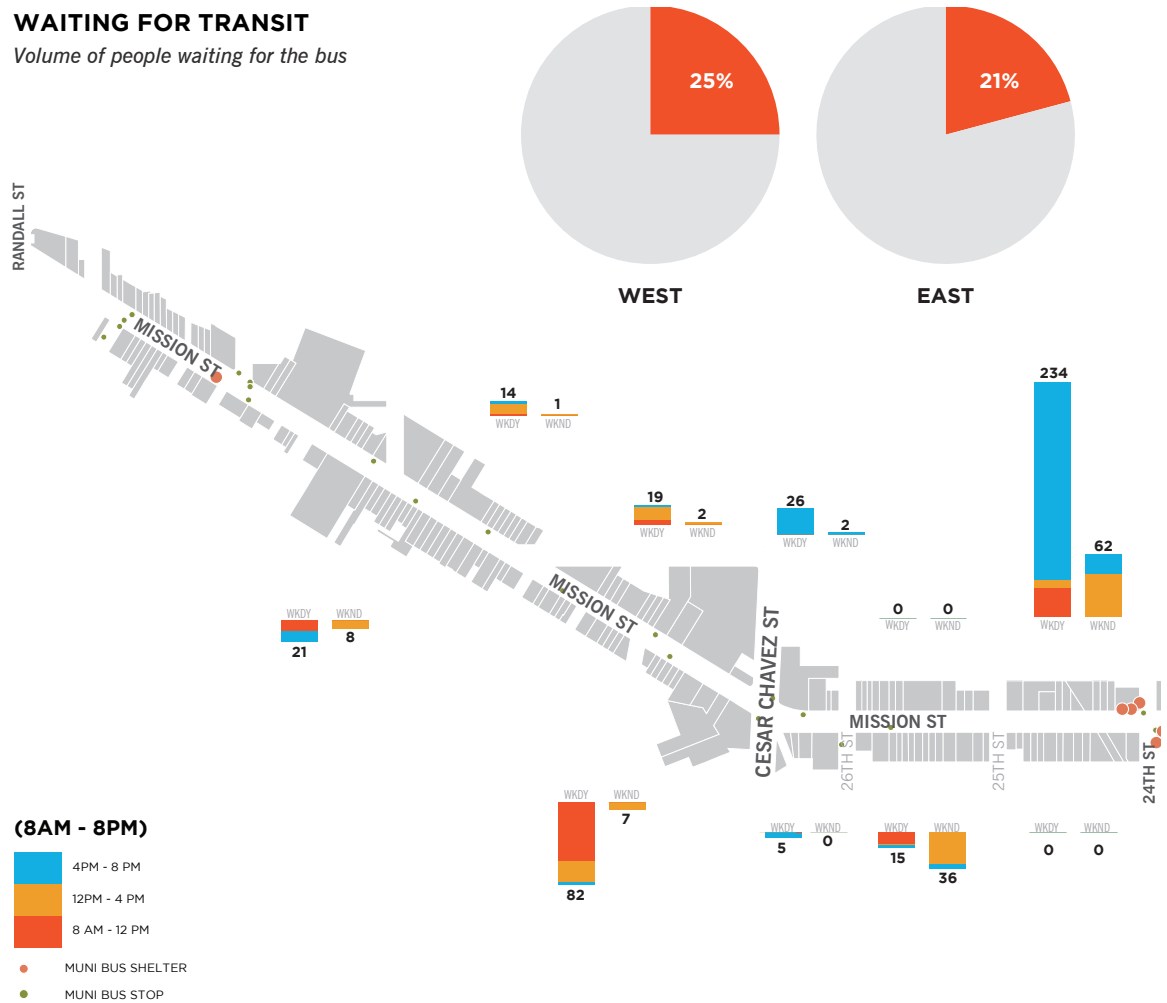 WAITING FOR TRANSIT
Volume of people waiting for the bus
25%
21%
WEST
EAST
RANDALL ST
MISSION ST
14
1
WKDY
WKND
234
19
2
WKDY
WKND
26
2
WKDY
WKND
62
WKDY
WKND
0
0
WKDY
WKND
WKDY
WKND
21
8
MISSION ST
CESAR CHAVEZ ST
MISSION ST
26TH ST
25TH ST
24TH ST
WKDY
WKND
82
7
WKDY
WKND
5
0
WKDY
WKND
15
36
WKDY
WKND
0
0
(8AM - 8PM)
4PM - 8 PM
12PM - 4 PM
8 AM - 12 PM
MUNI BUS SHELTER
MUNI BUS STOP